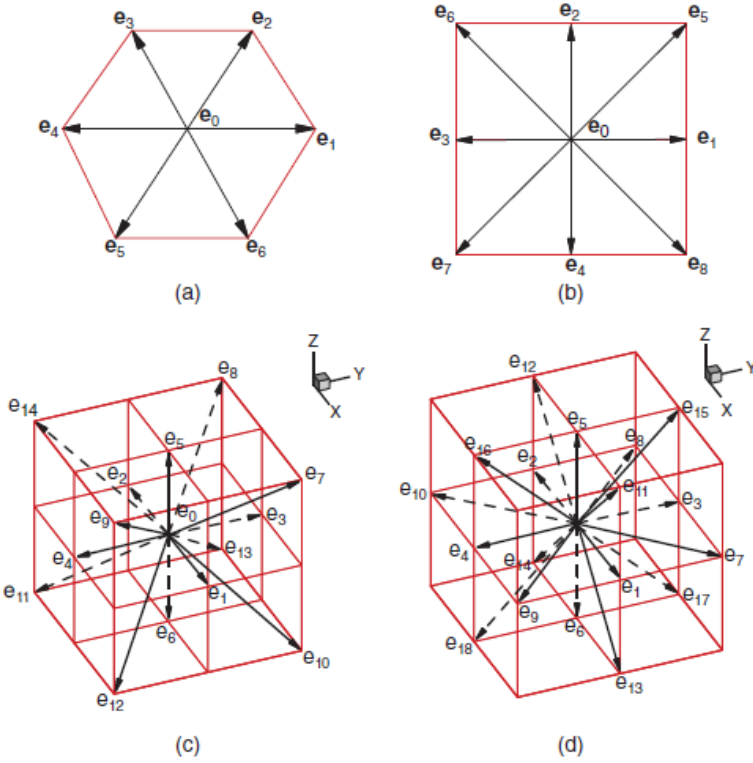 e3 e2
e0
e4 e1
e5 e6
(a)
e6 e2 e5
e0
e3 e1
e7 e4 e8
(b)
Z
Y
X
e8
e14
e5
e7
e2
e9 e0 e3
e4 e13
e11 e1
e6
e10
e12
(c)
Z
Y
X
e12
e15
e5
e16 e8
e2
e10 e11 e3
e4 e14 e7
e1
e9 e17
e6
e18
e13
(d)